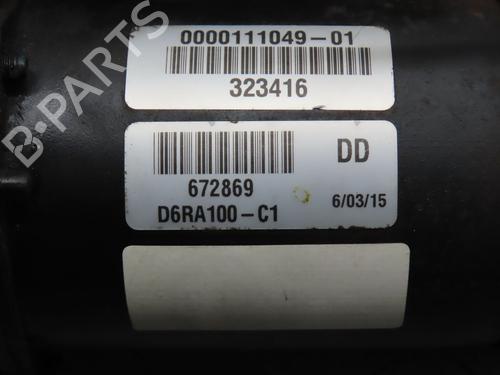 0000111049-01
323416
672869
DD
D6RA100-C1
6/03/15
B-PARTS